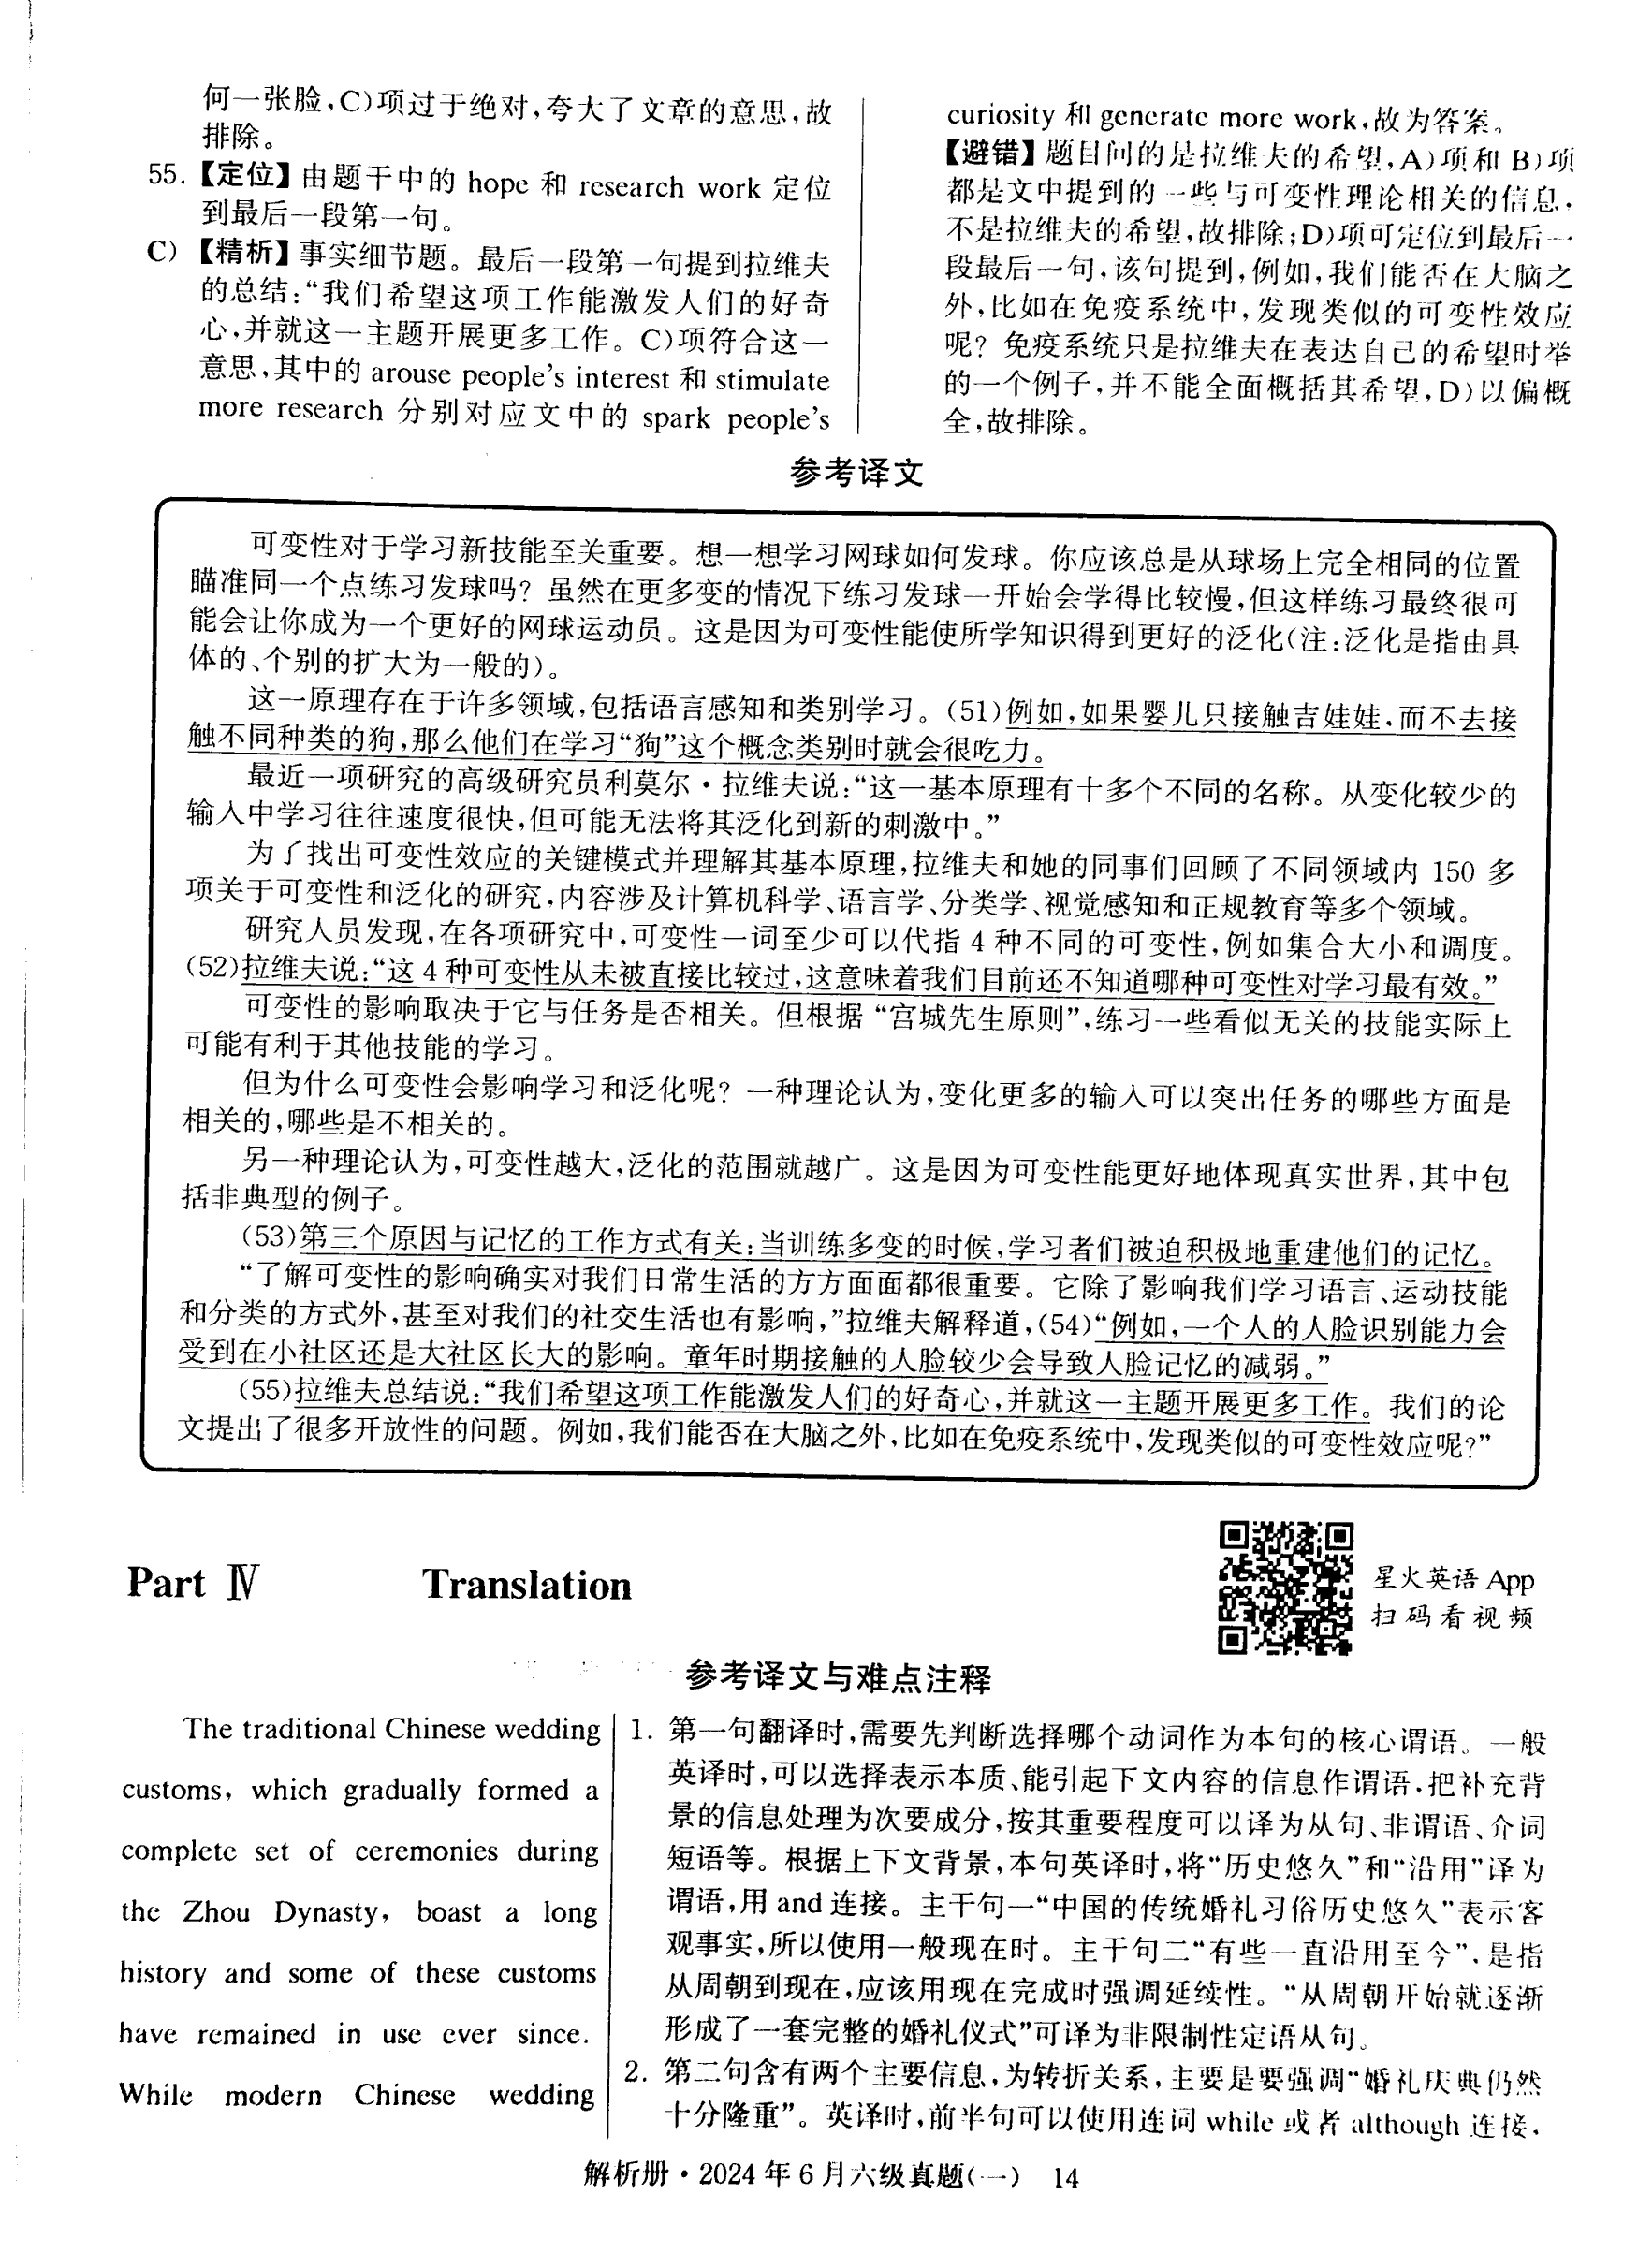 何一张脸,C)项过于绝对,夸大了文章的意思,故
排除。
55.【定位】由题干中的 hope 和 research work 定位
到最后一段第一句。
C)【精析】事实细节题。最后一段第一句提到拉维夫
的总结:“我们希望这项工作能激发人们的好奇
心,并就这一主题开展更多工作。C)项符合这一
意思,其中的 arouse people's interest 和 stimulate
more research 分别对应文中的 spark people's
curiosity 和 generate more work,故为答案。
【避错】题目问的是拉维夫的希望,A)项和 B)项
都是文中提到的一些与可变性理论相关的信息,
不是拉维夫的希望,故排除;D)项可定位到最后一
段最后一句,该句提到,例如,我们能否在大脑之
外,比如在免疫系统中,发现类似的可变性效应
呢?免疫系统只是拉维夫在表达自己的希望时举
的一个例子,并不能全面概括其希望,D)以偏概
全,故排除。
参考译文
可变性对于学习新技能至关重要。想一想学习网球如何发球。你应该总是从球场上完全相同的位置
瞄准同一个点练习发球吗?虽然在更多变的情况下练习发球一开始会学得比较慢,但这样练习最终很可
能会让你成为一个更好的网球运动员。这是因为可变性能使所学知识得到更好的泛化(注:泛化是指由具
体的、个别的扩大为一般的)。
这一原理存在于许多领域,包括语言感知和类别学习。(51)例如,如果婴儿只接触吉娃娃,而不去接
触不同种类的狗,那么他们在学习“狗”这个概念类别时就会很吃力。
最近一项研究的高级研究员利莫尔·拉维夫说:“这一基本原理有十多个不同的名称。从变化较少的
输入中学习往往速度很快,但可能无法将其泛化到新的刺激中。”
为了找出可变性效应的关键模式并理解其基本原理,拉维夫和她的同事们回顾了不同领域内 150 多
项关于可变性和泛化的研究,内容涉及计算机科学、语言学、分类学、视觉感知和正规教育等多个领域。
研究人员发现,在各项研究中,可变性一词至少可以代指 4 种不同的可变性,例如集合大小和调度。
(52)拉维夫说:“这 4 种可变性从未被直接比较过,这意味着我们目前还不知道哪种可变性对学习最有效。”
可变性的影响取决于它与任务是否相关。但根据“宫城先生原则”,练习一些看似无关的技能实际上
可能有利于其他技能的学习。
但为什么可变性会影响学习和泛化呢?一种理论认为,变化更多的输入可以突出任务的哪些方面是
相关的,哪些是不相关的。
另一种理论认为,可变性越大,泛化的范围就越广。这是因为可变性能更好地体现真实世界,其中包
括非典型的例子。
(53)第三个原因与记忆的工作方式有关:当训练多变的时候,学习者们被迫积极地重建他们的记忆。
“了解可变性的影响确实对我们日常生活的方方面面都很重要。它除了影响我们学习语言、运动技能
和分类的方式外,甚至对我们的社交生活也有影响,”拉维夫解释道,(54)“例如,一个人的人脸识别能力会
受到在小社区还是大社区长大的影响。童年时期接触的人脸较少会导致人脸记忆的减弱。”
(55)拉维夫总结说:“我们希望这项工作能激发人们的好奇心,并就这一主题开展更多工作。我们的论
文提出了很多开放性的问题。例如,我们能否在大脑之外,比如在免疫系统中,发现类似的可变性效应呢?”
Part Ⅳ Translation
星火英语 App
扫码看视频
参考译文与难点注释
The traditional Chinese wedding
customs, which gradually formed a
complete set of ceremonies during
the Zhou Dynasty, boast a long
history and some of these customs
have remained in use ever since.
While modern Chinese wedding
1. 第一句翻译时,需要先判断选择哪个动词作为本句的核心谓语。一般
英译时,可以选择表示本质、能引起下文内容的信息作谓语,把补充背
景的信息处理为次要成分,按其重要程度可以译为从句、非谓语、介词
短语等。根据上下文背景,本句英译时,将“历史悠久”和“沿用”译为
谓语,用 and 连接。主干句一“中国的传统婚礼习俗历史悠久”表示客
观事实,所以使用一般现在时。主干句二“有些一直沿用至今”,是指
从周朝到现在,应该用现在完成时强调延续性。“从周朝开始就逐渐
形成了一套完整的婚礼仪式”可译为非限制性定语从句。
2. 第二句含有两个主要信息,为转折关系,主要是要强调“婚礼庆典仍然
十分隆重”。英译时,前半句可以使用连词 while 或者 although 连接,
解析册·2024 年 6 月六级真题(一) 14